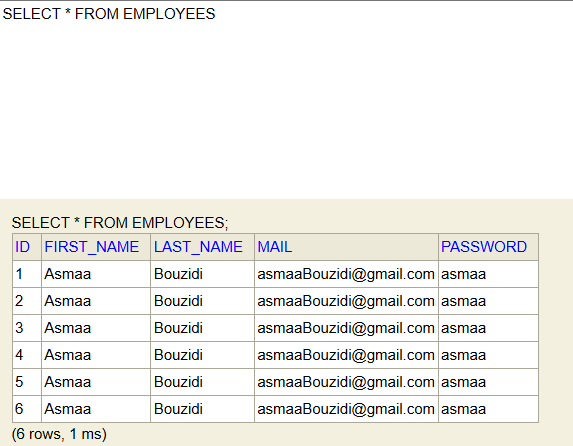 SELECT * FROM EMPLOYEES
SELECT * FROM EMPLOYEES;
ID FIRST_NAME LAST_NAME MAIL PASSWORD
1 Asmaa Bouzidi asmaaBouzidi@gmail.com asmaa
2 Asmaa Bouzidi asmaaBouzidi@gmail.com asmaa
3 Asmaa Bouzidi asmaaBouzidi@gmail.com asmaa
4 Asmaa Bouzidi asmaaBouzidi@gmail.com asmaa
5 Asmaa Bouzidi asmaaBouzidi@gmail.com asmaa
6 Asmaa Bouzidi asmaaBouzidi@gmail.com asmaa
(6 rows, 1 ms)